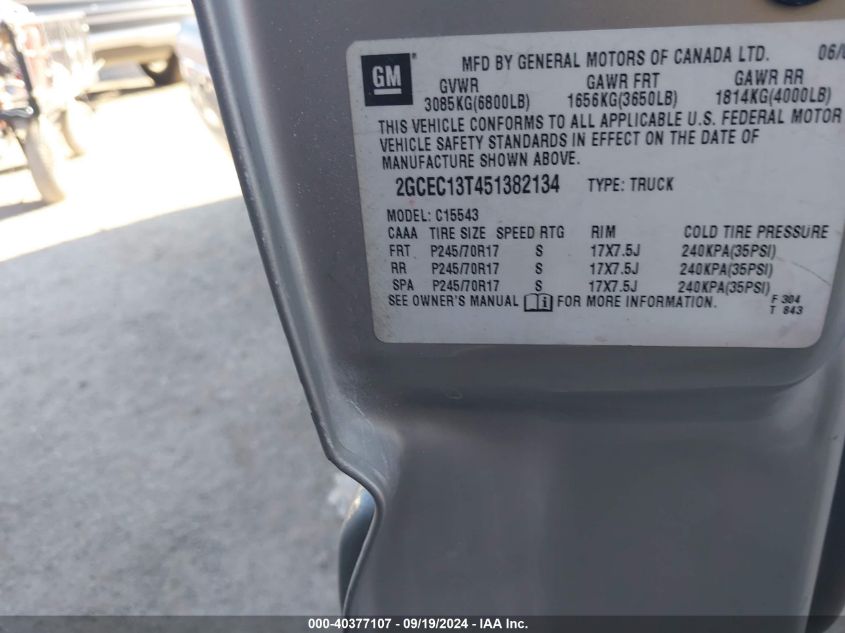 GM
MFD BY GENERAL MOTORS OF CANADA LTD. 06/0
GVWR GAWR FRT GAWR RR
3085KG(6800LB) 1656KG(3650LB) 1814KG(4000LB)
THIS VEHICLE CONFORMS TO ALL APPLICABLE U.S. FEDERAL MOTOR
VEHICLE SAFETY STANDARDS IN EFFECT ON THE DATE OF
MANUFACTURE SHOWN ABOVE.
2GCEC13T451382134 TYPE: TRUCK
MODEL: C15543
CAAA TIRE SIZE SPEED RTG RIM COLD TIRE PRESSURE
FRT P245/70R17 S 17X7.5J 240KPA(35PSI)
RR P245/70R17 S 17X7.5J 240KPA(35PSI)
SPA P245/70R17 S 17X7.5J 240KPA(35PSI)
SEE OWNER'S MANUAL i FOR MORE INFORMATION. F 304
T 843
000-40377107 - 09/19/2024 - IAA Inc.